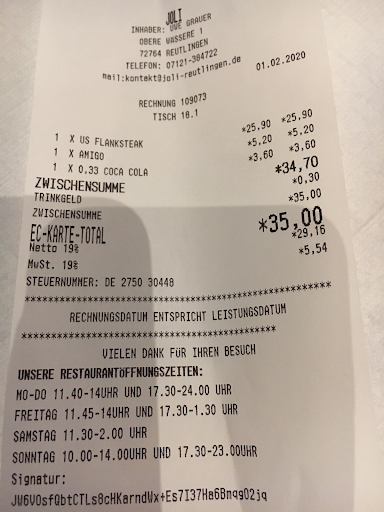 JOLI
INHABER: UWE GRAUER
OBERE WÄSSERE 1
72764 REUTLINGEN
TELEFON: 07121-384722
mail:kontakt@joli-reutlingen.de
01.02.2020
RECHNUNG 109073
TISCH 18.1
1 X US FLANKSTEAK *25,90 *25,90
1 X AMIGO *5,20 *5,20
1 X 0.33 COCA COLA *3,60 *3,60
ZWISCHENSUMME *34,70
TRINKGELD *0,30
ZWISCHENSUMME *35,00
EC-KARTE-TOTAL *35,00
Netto 19% *29,16
MwSt. 19% *5,54
STEUERNUMMER: DE 2750 30448
RECHNUNGSDATUM ENTSPRICHT LEISTUNGSDATUM
VIELEN DANK FÜR IHREN BESUCH
UNSERE RESTAURANTÖFFNUNGSZEITEN:
MO-DO 11.40-14UHR UND 17.30-24.00 UHR
FREITAG 11.45-14UHR UND 17.30-1.30 UHR
SAMSTAG 11.30-2.00 UHR
SONNTAG 10.00-14.00UHR UND 17.30-23.00UHR
Signatur: